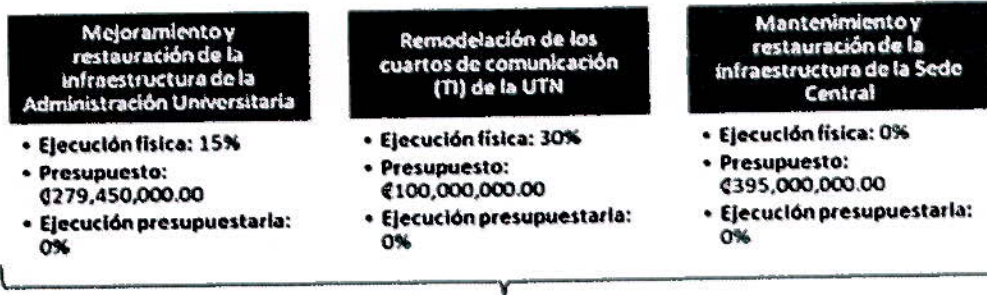 Mejoramiento y
restauración de la
infraestructura de la
Administración Universitaria
• Ejecución física: 15%
• Presupuesto:
₡279,450,000.00
• Ejecución presupuestaria:
0%
Remodelación de los
cuartos de comunicación
(TI) de la UTN
• Ejecución física: 30%
• Presupuesto:
₡100,000,000.00
• Ejecución presupuestaria:
0%
Mantenimiento y
restauración de la
infraestructura de la Sede
Central
• Ejecución física: 0%
• Presupuesto:
₡395,000,000.00
• Ejecución presupuestaria:
0%